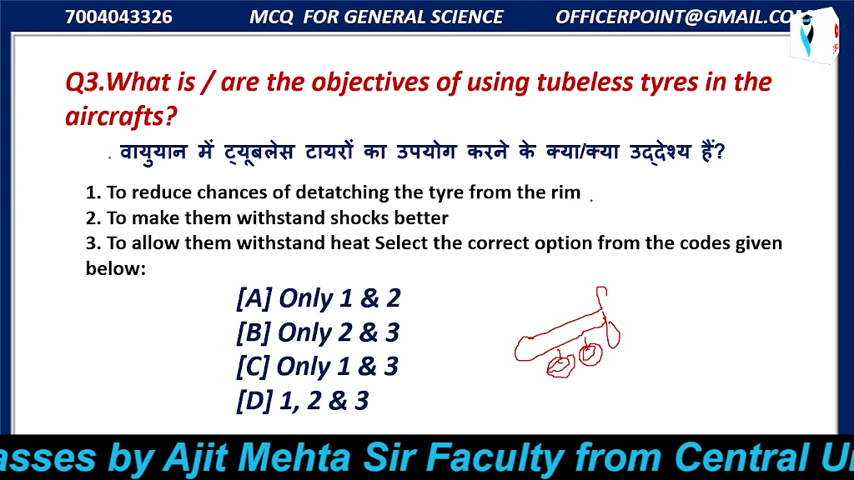 7004043326 MCQ FOR GENERAL SCIENCE OFFICERPOINT@GMAIL.COM
Q3.What is / are the objectives of using tubeless tyres in the
aircrafts?
वायुयान में ट्यूबलेस टायरों का उपयोग करने के क्या/क्या उद्देश्य हैं?
1. To reduce chances of detatching the tyre from the rim
2. To make them withstand shocks better
3. To allow them withstand heat Select the correct option from the codes given
below:
[A] Only 1 & 2
[B] Only 2 & 3
[C] Only 1 & 3
[D] 1, 2 & 3
asses by Ajit Mehta Sir Faculty from Central Un